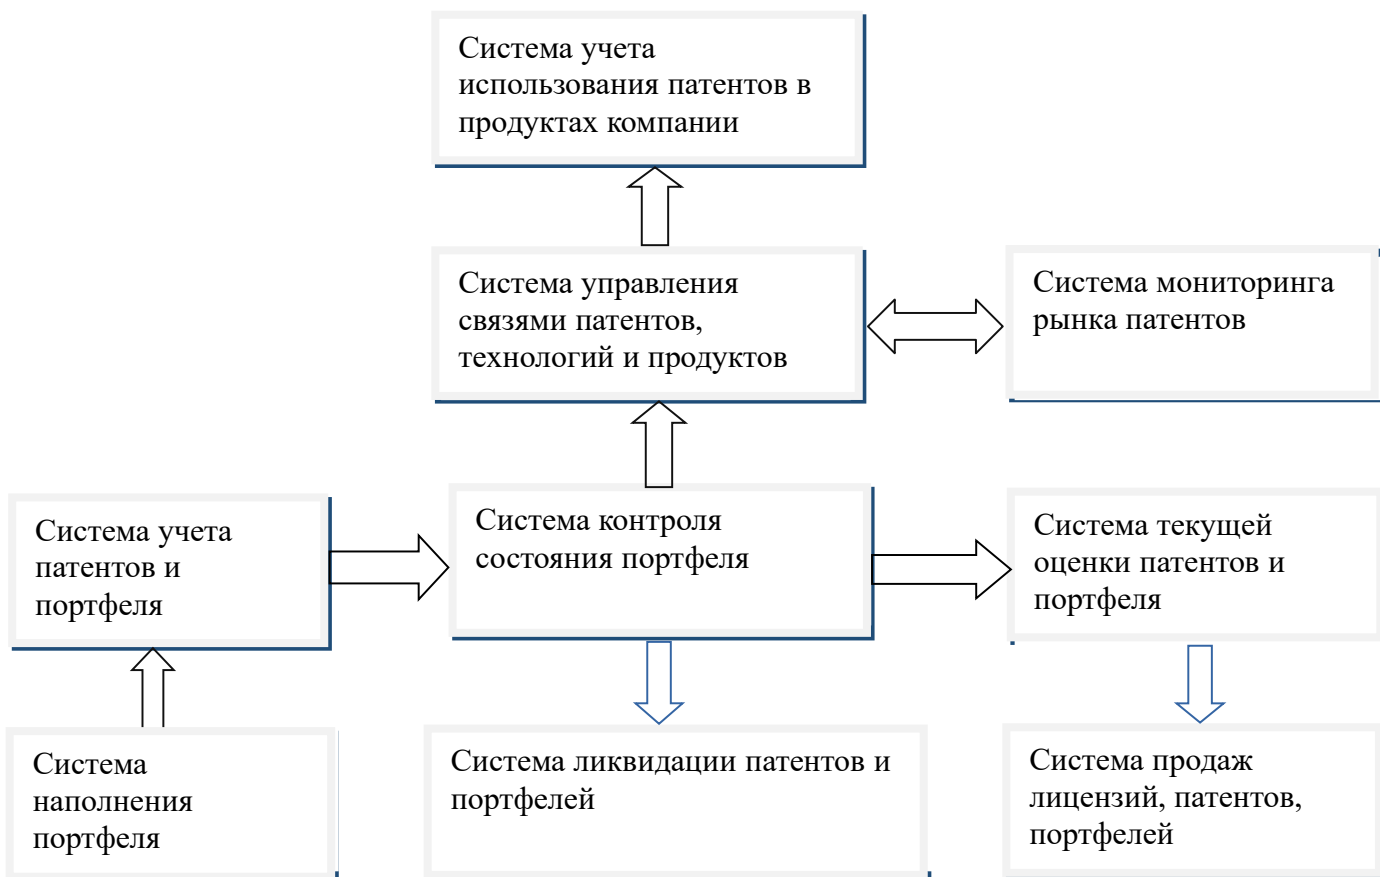 Система учета
использования патентов в
продуктах компании
Система управления
связями патентов,
технологий и продуктов
Система мониторинга
рынка патентов
Система учета
патентов и
портфеля
Система контроля
состояния портфеля
Система текущей
оценки патентов и
портфеля
Система
наполнения
портфеля
Система ликвидации патентов и
портфелей
Система продаж
лицензий, патентов,
портфелей